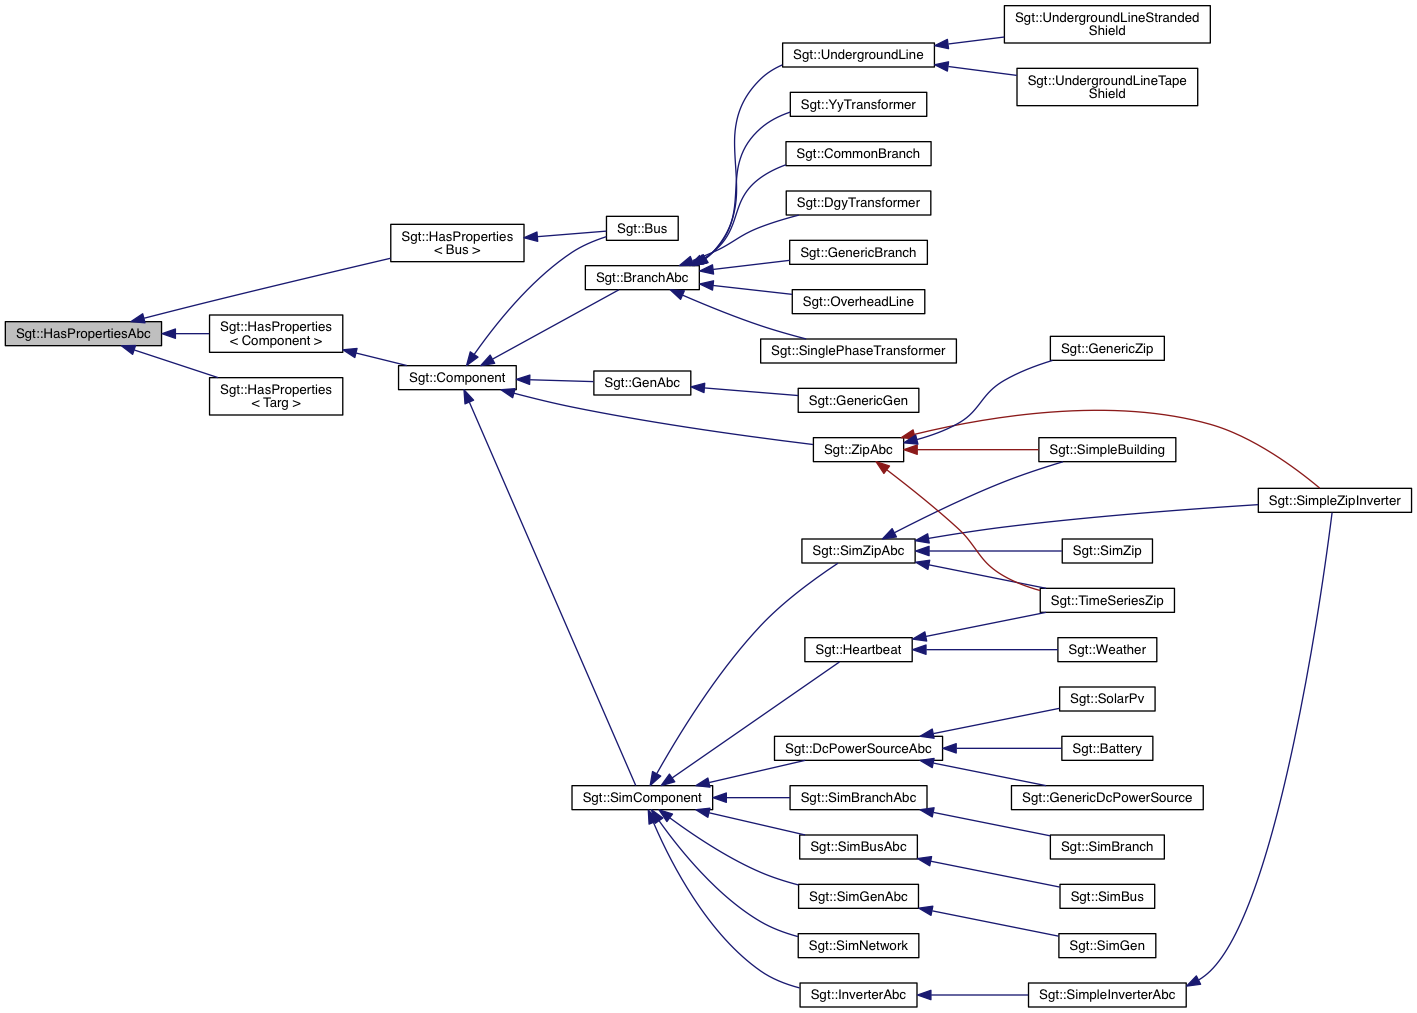 Sgt::UndergroundLineStranded
Shield
Sgt::UndergroundLine
Sgt::UndergroundLineTape
Shield
Sgt::YyTransformer
Sgt::CommonBranch
Sgt::DgyTransformer
Sgt::HasProperties
< Bus >
Sgt::Bus
Sgt::GenericBranch
Sgt::BranchAbc
Sgt::OverheadLine
Sgt::HasPropertiesAbc
Sgt::HasProperties
< Component >
Sgt::SinglePhaseTransformer
Sgt::GenericZip
Sgt::Component
Sgt::GenAbc
Sgt::HasProperties
< Targ >
Sgt::GenericGen
Sgt::ZipAbc
Sgt::SimpleBuilding
Sgt::SimpleZipInverter
Sgt::SimZipAbc
Sgt::SimZip
Sgt::TimeSeriesZip
Sgt::Heartbeat
Sgt::Weather
Sgt::SolarPv
Sgt::DcPowerSourceAbc
Sgt::Battery
Sgt::SimComponent
Sgt::SimBranchAbc
Sgt::GenericDcPowerSource
Sgt::SimBusAbc
Sgt::SimBranch
Sgt::SimGenAbc
Sgt::SimBus
Sgt::SimNetwork
Sgt::SimGen
Sgt::InverterAbc
Sgt::SimpleInverterAbc